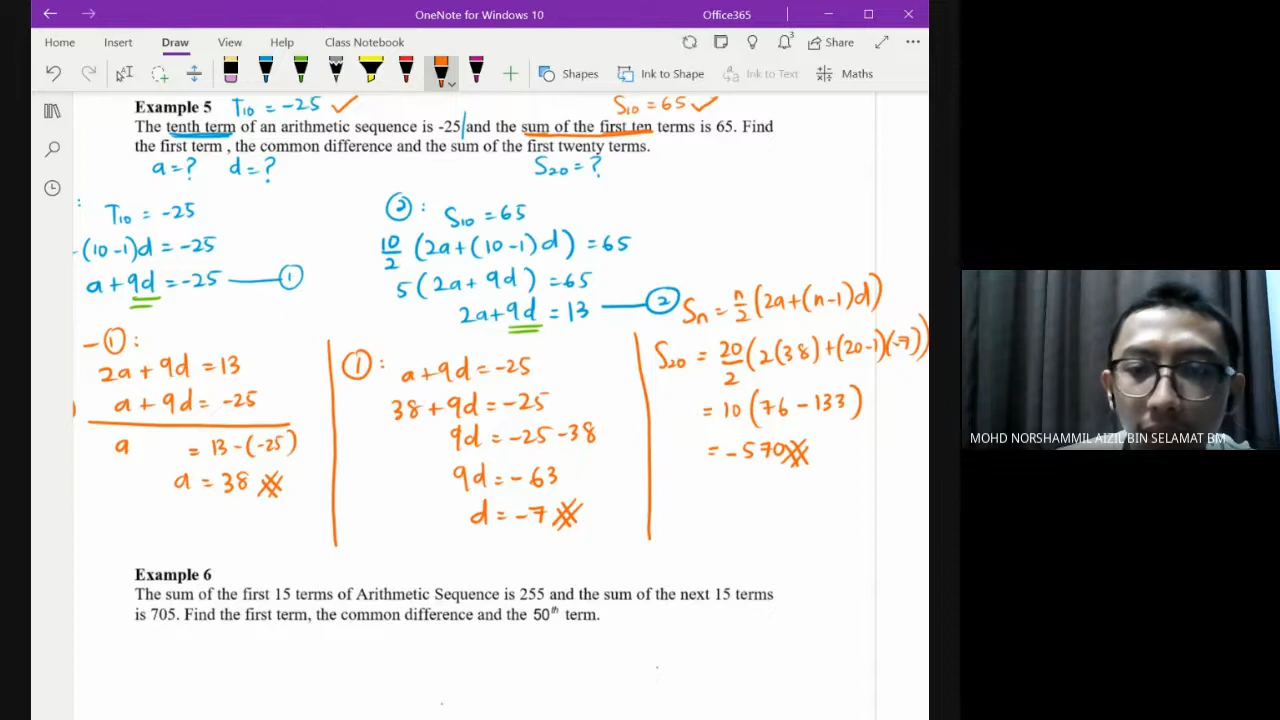 OneNote for Windows 10
Office365
Home Insert Draw View Help Class Notebook
3
Share
Shapes Ink to Shape Ink to Text Maths
Example 5 T10 = -25 ✓ S10 = 65 ✓
The tenth term of an arithmetic sequence is -25 and the sum of the first ten terms is 65. Find
the first term , the common difference and the sum of the first twenty terms.
a = ? d = ? S20 = ?
: T10 = -25
(10-1)d = -25
a + 9d = -25 —— ①
② : S10 = 65
10/2 (2a + (10-1)d) = 65
5(2a + 9d) = 65
2a + 9d = 13 —— ②
- ① :
2a + 9d = 13
a + 9d = -25
a = 13 - (-25)
a = 38
① : a + 9d = -25
38 + 9d = -25
9d = -25 - 38
9d = -63
d = -7
Sn = n/2 (2a + (n-1)d)
S20 = 20/2 (2(38) + (20-1)(-7))
= 10 (76 - 133)
= -570
Example 6
The sum of the first 15 terms of Arithmetic Sequence is 255 and the sum of the next 15 terms
is 705. Find the first term, the common difference and the 50th term.
MOHD NORSHAMMIL AIZIL BIN SELAMAT BM